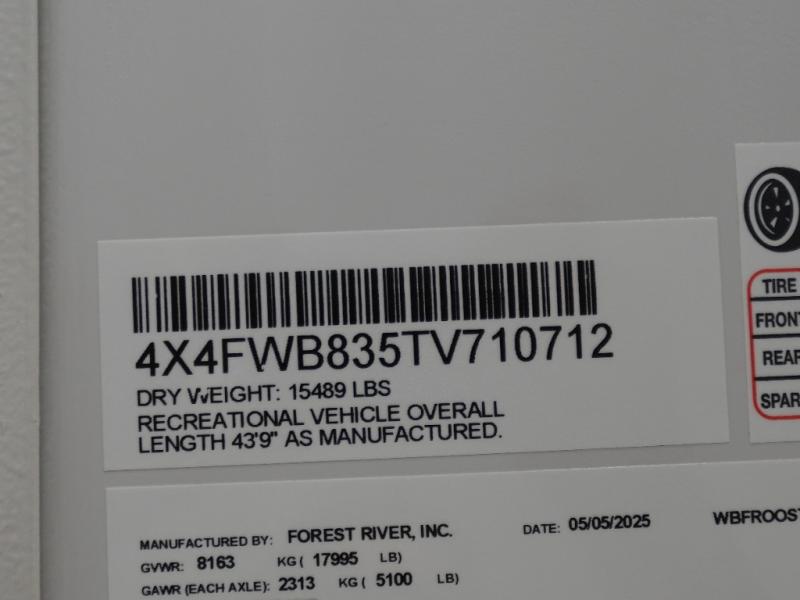 4X4FWB835TV710712
DRY WEIGHT: 15489 LBS
RECREATIONAL VEHICLE OVERALL
LENGTH 43'9" AS MANUFACTURED.
TIRE
FRONT
REAR
SPAR
MANUFACTURED BY: FOREST RIVER, INC. DATE: 05/05/2025 WBFROOST
GVWR: 8163 KG ( 17995 LB)
GAWR (EACH AXLE): 2313 KG ( 5100 LB)